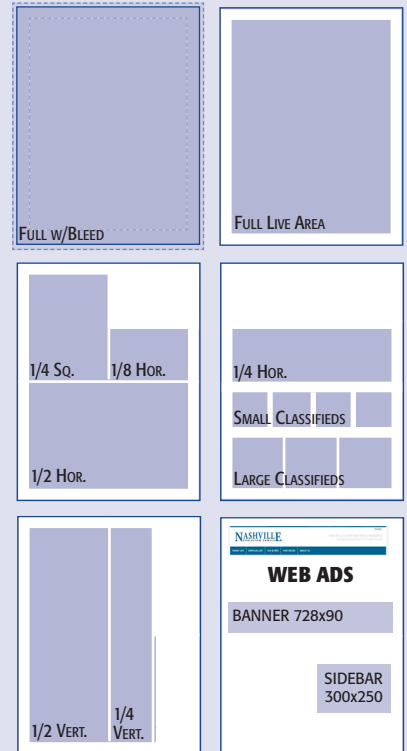 Full w/Bleed
Full Live Area
1/4 Sq.
1/8 Hor.
1/2 Hor.
1/4 Hor.
Small Classifieds
Large Classifieds
1/2 Vert.
1/4
Vert.
NASHVILLE
WEB ADS
BANNER 728x90
SIDEBAR
300x250